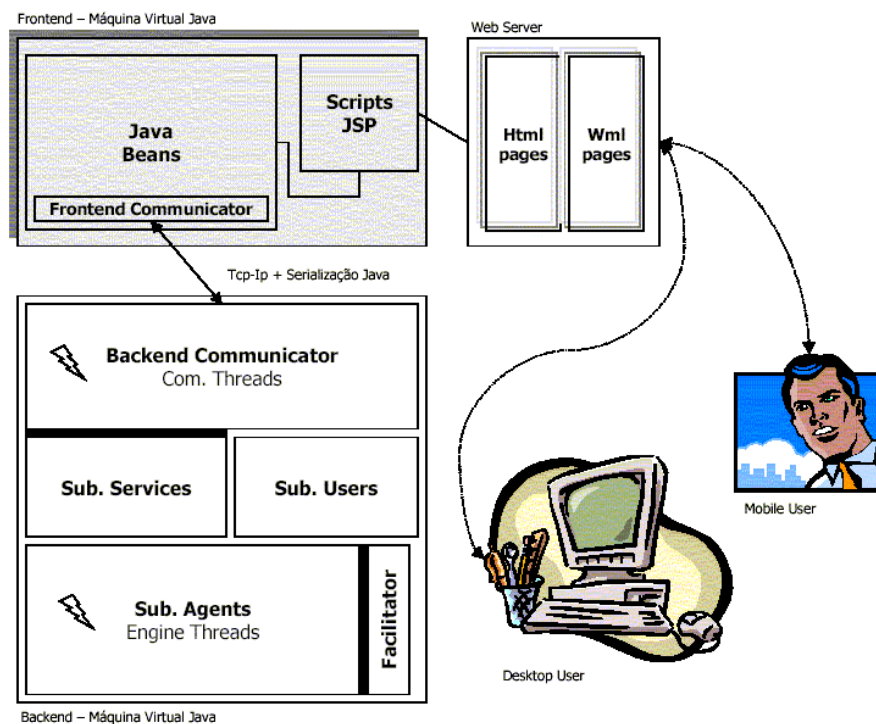 Frontend – Máquina Virtual Java
Web Server
Java
Beans
Scripts
JSP
Html
pages
Wml
pages
Frontend Communicator
Tcp-Ip + Serialização Java
Backend Communicator
Com. Threads
Sub. Services
Sub. Users
Sub. Agents
Engine Threads
Facilitator
Mobile User
Desktop User
Backend – Máquina Virtual Java